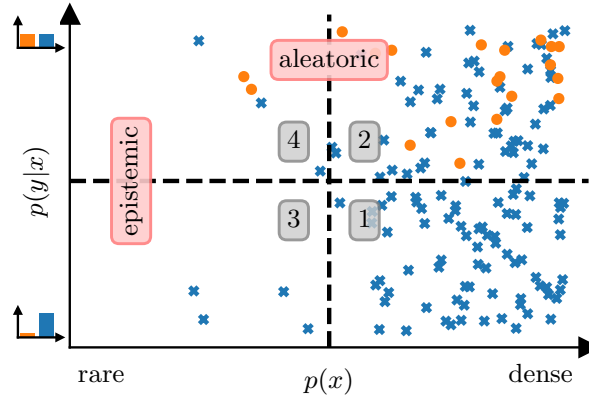 aleatoric
4
2
epistemic
p(y|x)
3
1
rare
p(x)
dense